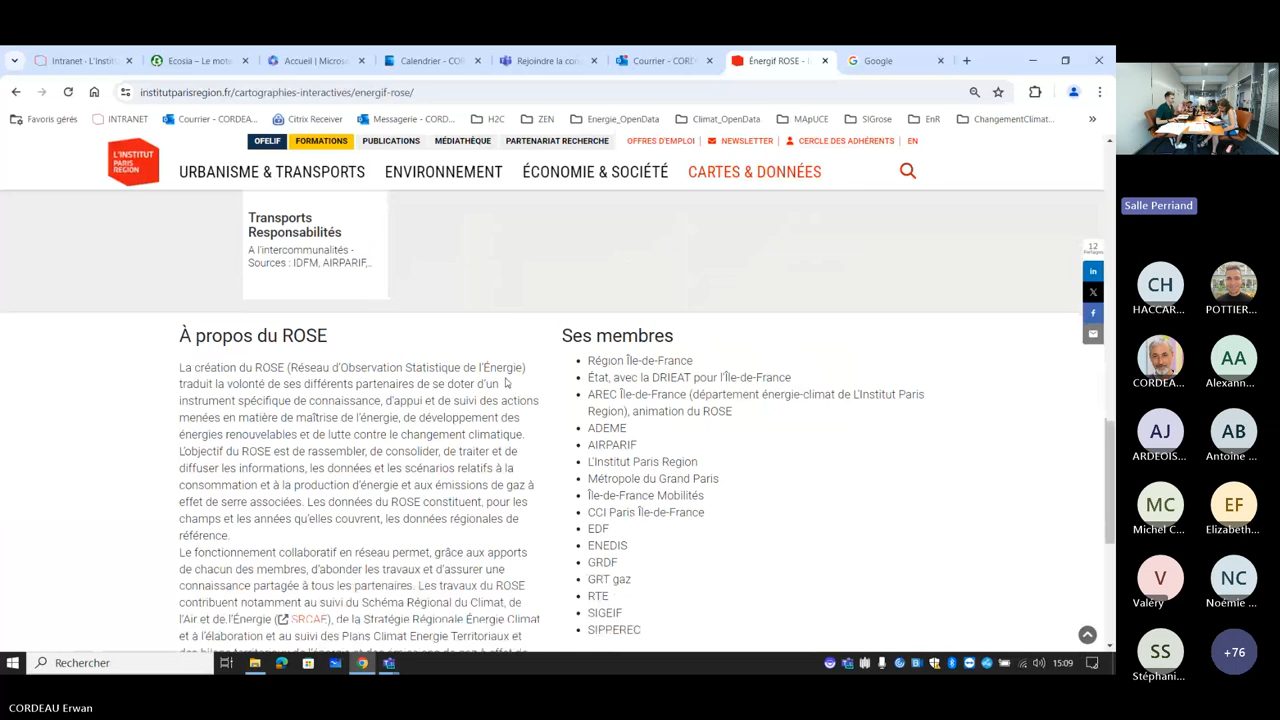 Intranet - L'Instit
Ecosia – Le mote
Accueil | Micros
Calendrier - COR
Rejoindre la con
Courrier - CORD
Énergif ROSE -
Google
institutparisregion.fr/cartographies-interactives/energif-rose/
Favoris gérés
INTRANET
Courrier - CORDEA...
Citrix Receiver
Messagerie - CORD...
H2C
ZEN
Energie_OpenData
Climat_OpenData
MApUCE
SIGrose
EnR
ChangementClimat...
OFELIF
FORMATIONS
PUBLICATIONS
MÉDIATHÈQUE
PARTENARIAT RECHERCHE
OFFRES D'EMPLOI
NEWSLETTER
CERCLE DES ADHÉRENTS
EN
L'INSTITUT
PARIS
REGION
URBANISME & TRANSPORTS
ENVIRONNEMENT
ÉCONOMIE & SOCIÉTÉ
CARTES & DONNÉES
Transports
Responsabilités
A l'intercommunalités -
Sources : IDFM, AIRPARIF,..
12
Partages
À propos du ROSE
La création du ROSE (Réseau d'Observation Statistique de l'Énergie)
traduit la volonté de ses différents partenaires de se doter d'un
instrument spécifique de connaissance, d'appui et de suivi des actions
menées en matière de maîtrise de l'énergie, de développement des
énergies renouvelables et de lutte contre le changement climatique.
L'objectif du ROSE est de rassembler, de consolider, de traiter et de
diffuser les informations, les données et les scénarios relatifs à la
consommation et à la production d'énergie et aux émissions de gaz à
effet de serre associées. Les données du ROSE constituent, pour les
champs et les années qu'elles couvrent, les données régionales de
référence.
Le fonctionnement collaboratif en réseau permet, grâce aux apports
de chacun des membres, d'abonder les travaux et d'assurer une
connaissance partagée à tous les partenaires. Les travaux du ROSE
contribuent notamment au suivi du Schéma Régional du Climat, de
l'Air et de l'Énergie (SRCAE), de la Stratégie Régionale Énergie Climat
et à l'élaboration et au suivi des Plans Climat Energie Territoriaux et
Ses membres
Région Île-de-France
État, avec la DRIEAT pour l'Île-de-France
AREC Île-de-France (département énergie-climat de L'Institut Paris
Region), animation du ROSE
ADEME
AIRPARIF
L'Institut Paris Region
Métropole du Grand Paris
Île-de-France Mobilités
CCI Paris Île-de-France
EDF
ENEDIS
GRDF
GRT gaz
RTE
SIGEIF
SIPPEREC
Rechercher
15:09
Salle Perriand
CH
HACCAR...
POTTIER...
CORDEA...
AA
Alexann...
AJ
ARDEOIS...
AB
Antoine ...
MC
Michel C...
EF
Elizabeth...
V
Valéry
NC
Noémie ...
SS
Stéphani...
+76
CORDEAU Erwan